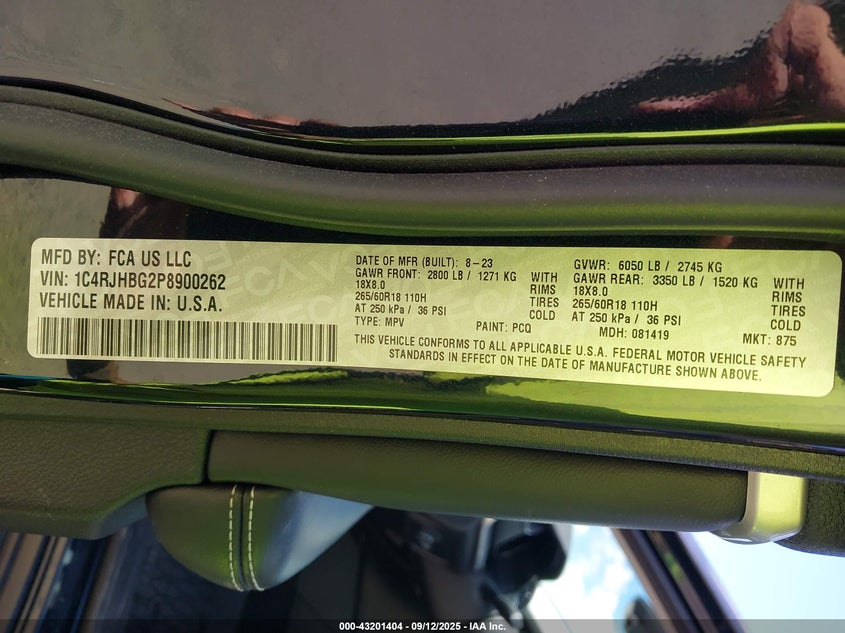 MFD BY: FCA US LLC
VIN: 1C4RJHBG2P8900262
VEHICLE MADE IN: U.S.A.
DATE OF MFR (BUILT): 8-23
GAWR FRONT: 2800 LB / 1271 KG WITH
18X8.0 RIMS
265/60R18 110H TIRES
AT 250 kPa / 36 PSI COLD
TYPE: MPV PAINT: PCQ
GVWR: 6050 LB / 2745 KG
GAWR REAR: 3350 LB / 1520 KG WITH
18X8.0 RIMS
265/60R18 110H TIRES
AT 250 kPa / 36 PSI COLD
MDH: 081419 MKT: 875
THIS VEHICLE CONFORMS TO ALL APPLICABLE U.S.A. FEDERAL MOTOR VEHICLE SAFETY
STANDARDS IN EFFECT ON THE DATE OF MANUFACTURE SHOWN ABOVE.
000-43201404 - 09/12/2025 - IAA Inc.